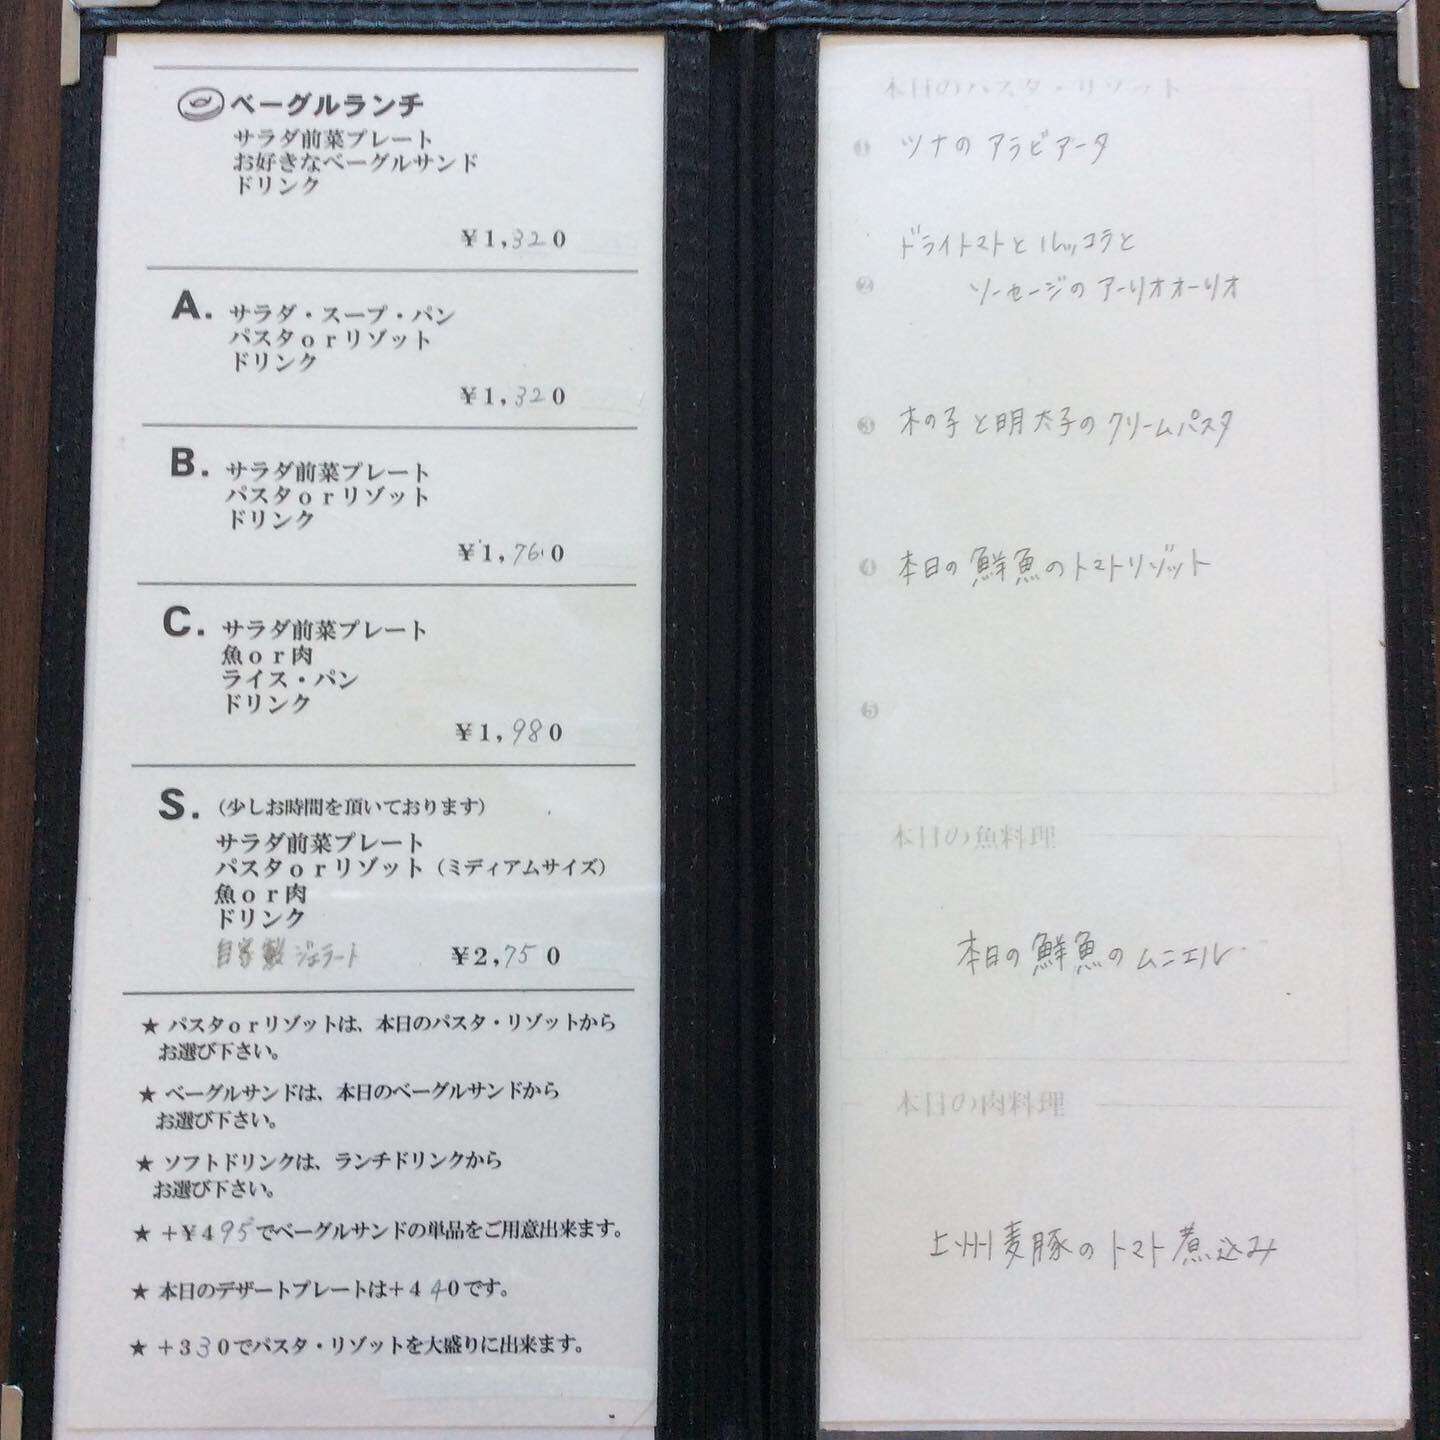 ベーグルランチ
サラダ前菜プレート
お好きなベーグルサンド
ドリンク
¥1,320
A. サラダ・スープ・パン
パスタorリゾット
ドリンク
¥1,320
B. サラダ前菜プレート
パスタorリゾット
ドリンク
¥1,760
C. サラダ前菜プレート
魚or肉
ライス・パン
ドリンク
¥1,980
S. (少しお時間を頂いております)
サラダ前菜プレート
パスタorリゾット(ミディアムサイズ)
魚or肉
ドリンク
自家製ジェラート ¥2,750
★ パスタorリゾットは、本日のパスタ・リゾットから
お選び下さい。
★ ベーグルサンドは、本日のベーグルサンドから
お選び下さい。
★ ソフトドリンクは、ランチドリンクから
お選び下さい。
★ +¥495でベーグルサンドの単品をご用意出来ます。
★ 本日のデザートプレートは+440です。
★ +330でパスタ・リゾットを大盛りに出来ます。
本日のパスタ・リゾット
❶ ツナのアラビアータ
ドライトマトとルッコラと
❷ ソーセージのアーリオオーリオ
❸ 木の子と明太子のクリームパスタ
❹ 本日の鮮魚のトマトリゾット
❺
本日の魚料理
本日の鮮魚のムニエル
本日の肉料理
上州麦豚のトマト煮込み